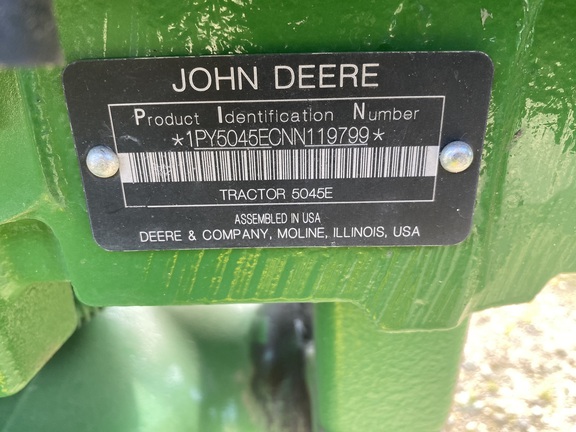 JOHN DEERE
Product Identification Number
*1PY5045ECNN119799*
TRACTOR 5045E
ASSEMBLED IN USA
DEERE & COMPANY, MOLINE, ILLINOIS, USA